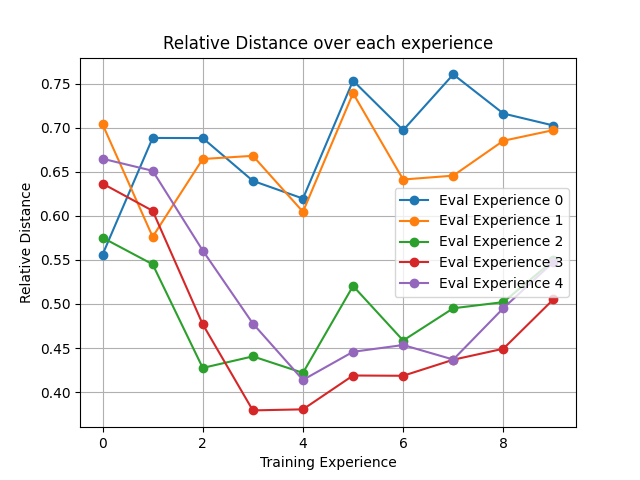 Relative Distance over each experience
0.75
0.70
0.65
0.60
0.55
0.50
0.45
0.40
Relative Distance
Eval Experience 0
Eval Experience 1
Eval Experience 2
Eval Experience 3
Eval Experience 4
0 2 4 6 8
Training Experience